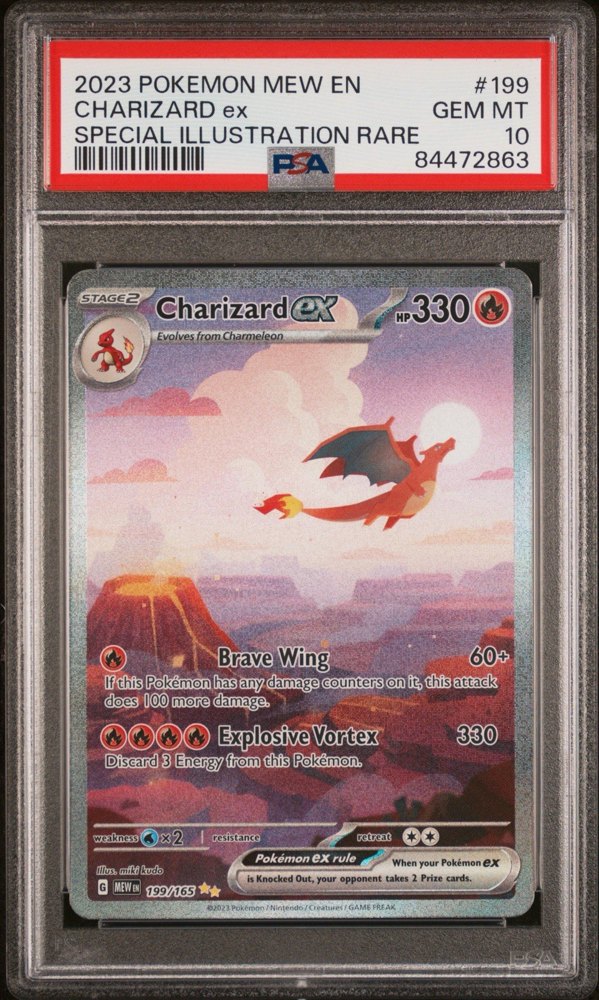 2023 POKEMON MEW EN #199
CHARIZARD ex GEM MT
SPECIAL ILLUSTRATION RARE 10
PSA 84472863
STAGE2 Charizard ex HP 330
Evolves from Charmeleon
Brave Wing 60+
If this Pokémon has any damage counters on it, this attack
does 100 more damage.
Explosive Vortex 330
Discard 3 Energy from this Pokémon.
weakness ×2 resistance retreat
Illus. miki kudo
Pokémon ex rule When your Pokémon ex
is Knocked Out, your opponent takes 2 Prize cards.
G MEW EN 199/165
©2023 Pokémon / Nintendo / Creatures / GAME FREAK
PSA